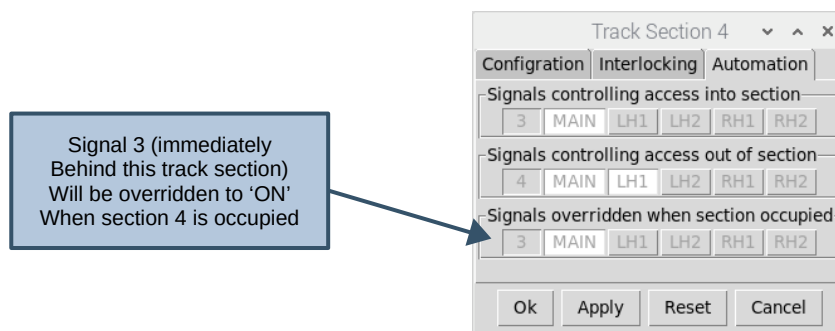 Track Section 4
Configration Interlocking Automation
Signals controlling access into section
3 MAIN LH1 LH2 RH1 RH2
Signal 3 (immediately
Behind this track section)
Will be overridden to ‘ON’
When section 4 is occupied
Signals controlling access out of section
4 MAIN LH1 LH2 RH1 RH2
Signals overridden when section occupied
3 MAIN LH1 LH2 RH1 RH2
Ok Apply Reset Cancel